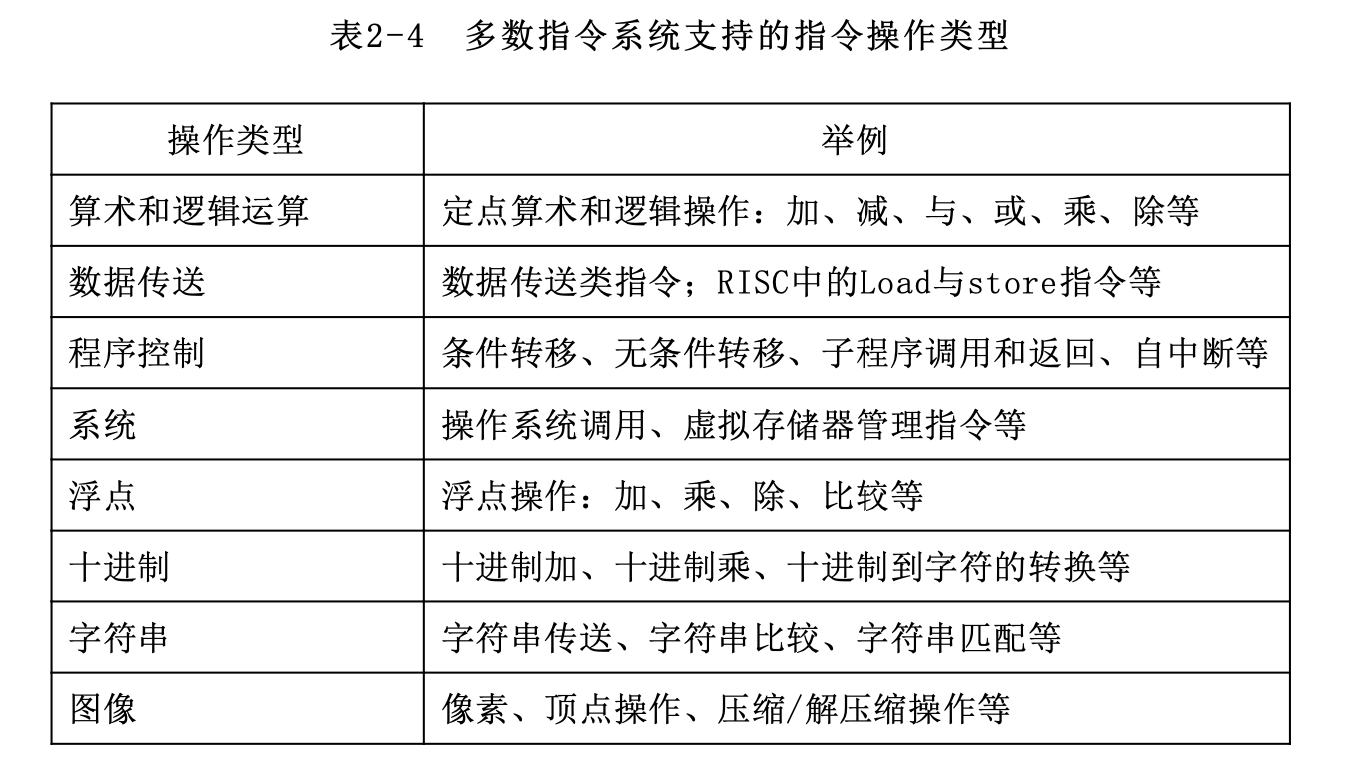 表2-4 多数指令系统支持的指令操作类型
操作类型 举例
算术和逻辑运算 定点算术和逻辑操作：加、减、与、或、乘、除等
数据传送 数据传送类指令；RISC中的Load与store指令等
程序控制 条件转移、无条件转移、子程序调用和返回、自中断等
系统 操作系统调用、虚拟存储器管理指令等
浮点 浮点操作：加、乘、除、比较等
十进制 十进制加、十进制乘、十进制到字符的转换等
字符串 字符串传送、字符串比较、字符串匹配等
图像 像素、顶点操作、压缩/解压缩操作等